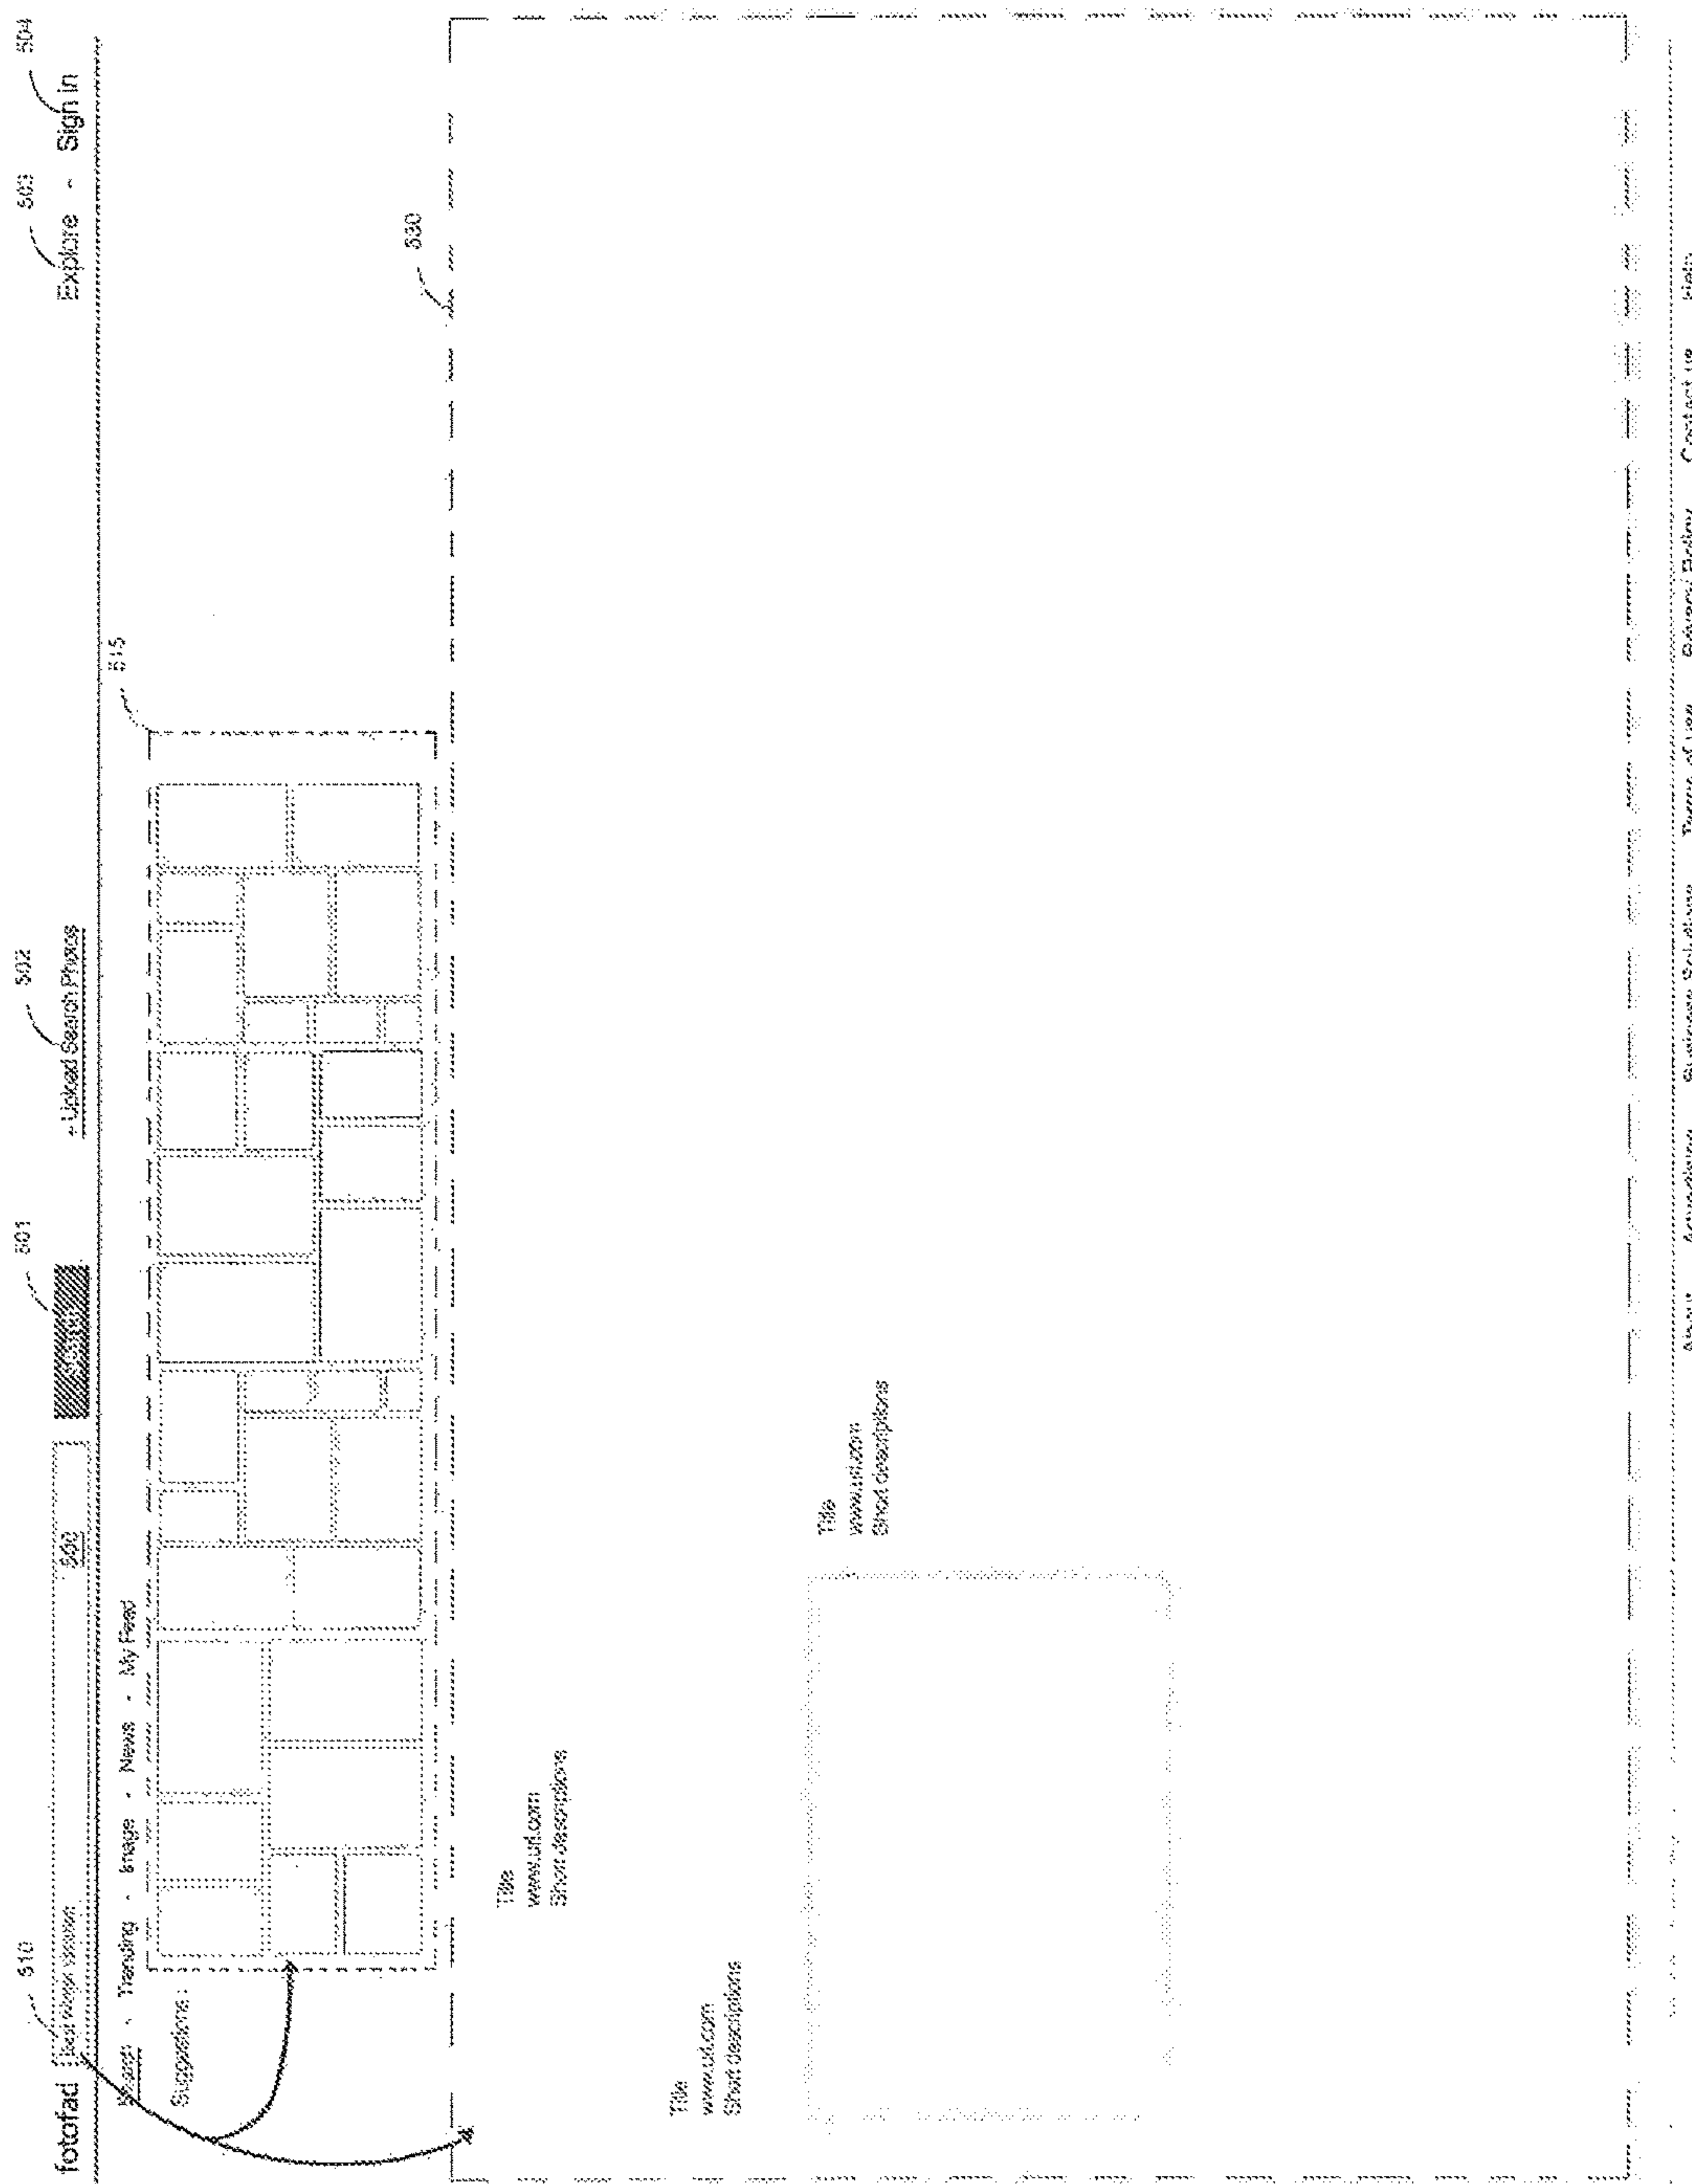 504
503
502
501
510
fotofad
500
+ Upload Search Photos
Explore - Sign in
Search - Trending - Image - News - My Feed
515
Suggestions :
530
Title
www.url.com
Short descriptions
Title
www.url.com
Short descriptions
Title
www.url.com
Short descriptions
About Advertising Business Solutions Terms of use Privacy Policy Contact us Help